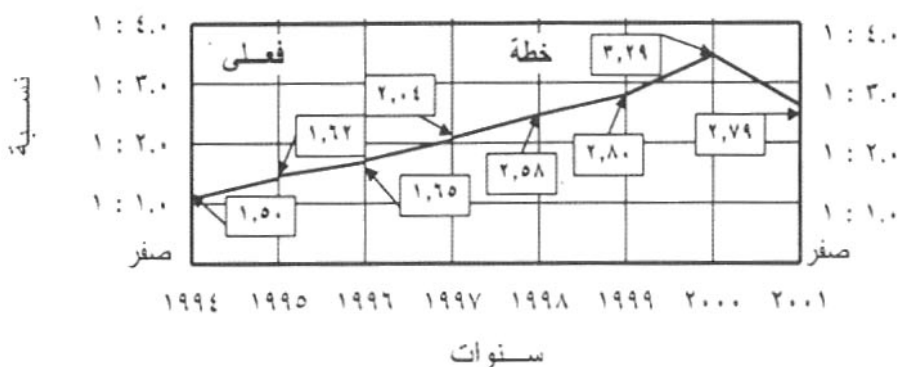 ١ : ٤.٠
١ : ٤.٠
فعلى
خطة
٣,٢٩
١ : ٣.٠
١ : ٣.٠
٢,٠٤
نسبة
١,٦٢
٢,٧٩
١ : ٢.٠
١ : ٢.٠
٢,٥٨
٢,٨٠
١,٦٥
١,٥٠
١ : ١.٠
١ : ١.٠
صفر
صفر
١٩٩٤ ١٩٩٥ ١٩٩٦ ١٩٩٧ ١٩٩٨ ١٩٩٩ ٢٠٠٠ ٢٠٠١
سنوات